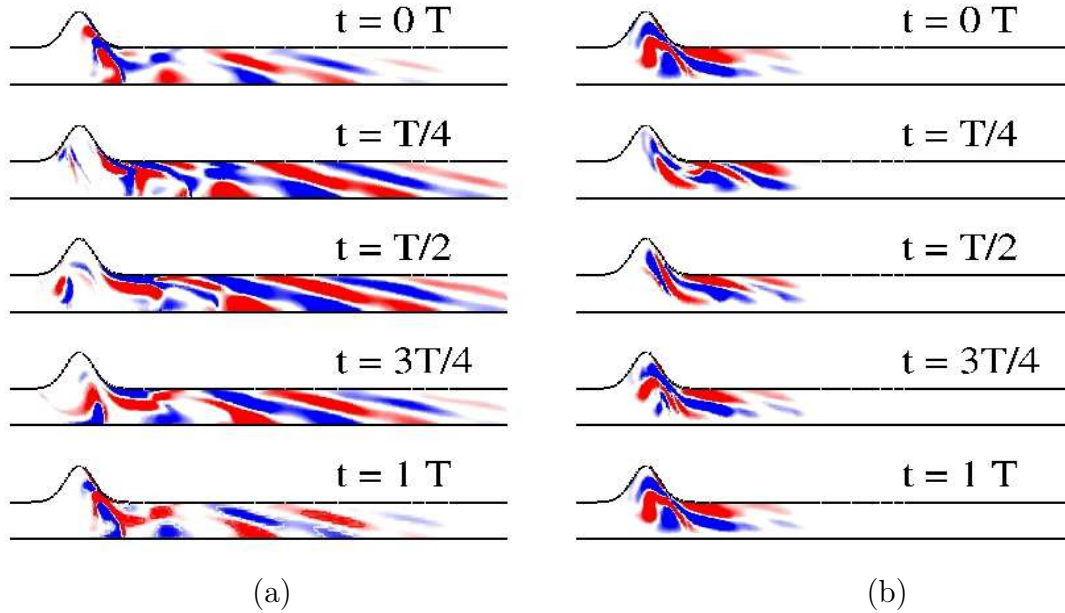 t = 0 T
t = T/4
t = T/2
t = 3T/4
t = 1 T
(a)
t = 0 T
t = T/4
t = T/2
t = 3T/4
t = 1 T
(b)